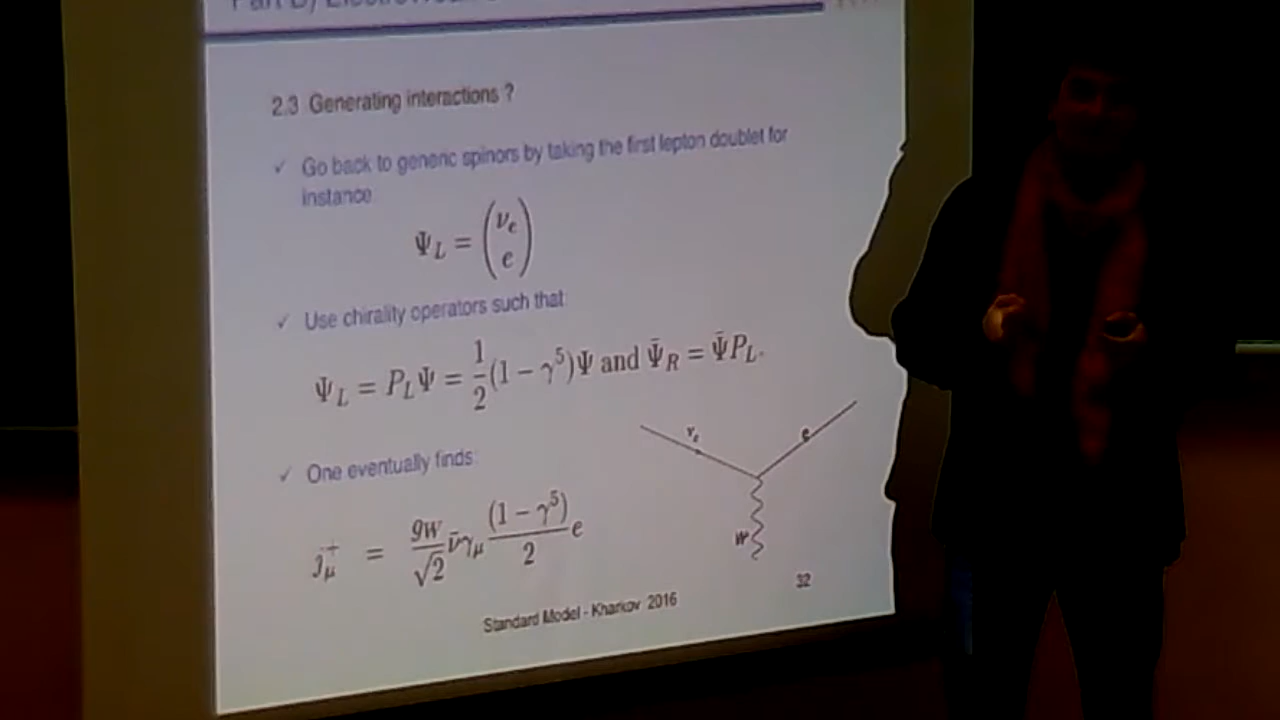 Part B)
2.3 Generating interactions ?
✓ Go back to generic spinors by taking the first lepton doublet for
instance
Ψ_L = (ν_e
e)
✓ Use chirality operators such that:
Ψ_L = P_L Ψ = 1/2 (1 − γ^5)Ψ and Ψ̄_R = Ψ̄P_L.
ν_e e
✓ One eventually finds:
j_μ^+ = g_W/√2 ν̄γ_μ (1 − γ^5)/2 e
W
32
Standard Model - Kharkov 2016